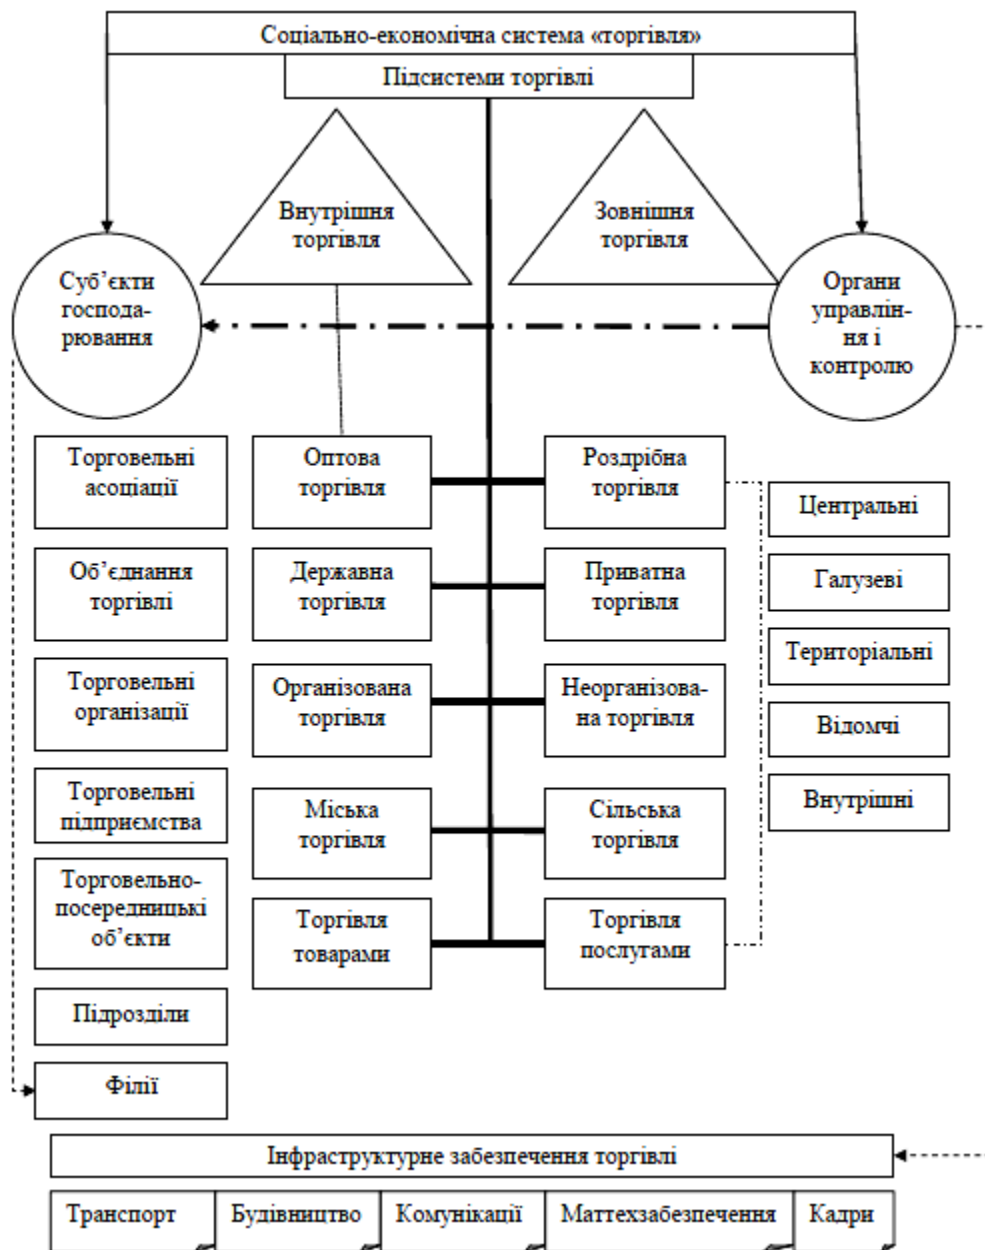 Соціально-економічна система «торгівля»
Підсистеми торгівлі
Внутрішня
торгівля
Зовнішня
торгівля
Суб’єкти
господа-
рювання
Органи
управлін-
ня і
контролю
Торговельні
асоціації
Об’єднання
торгівлі
Торговельні
організації
Торговельні
підприємства
Торговельно-
посередницькі
об’єкти
Підрозділи
Філії
Оптова
торгівля
Роздрібна
торгівля
Державна
торгівля
Приватна
торгівля
Організована
торгівля
Неорганізова-
на торгівля
Міська
торгівля
Сільська
торгівля
Торгівля
товарами
Торгівля
послугами
Центральні
Галузеві
Територіальні
Відомчі
Внутрішні
Інфраструктурне забезпечення торгівлі
Транспорт
Будівництво
Комунікації
Маттехзабезпечення
Кадри